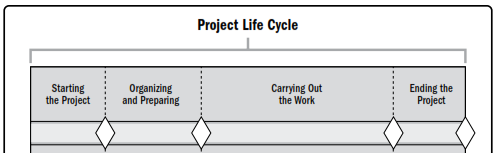 Project Life Cycle
Starting
the Project
Organizing
and Preparing
Carrying Out
the Work
Ending the
Project